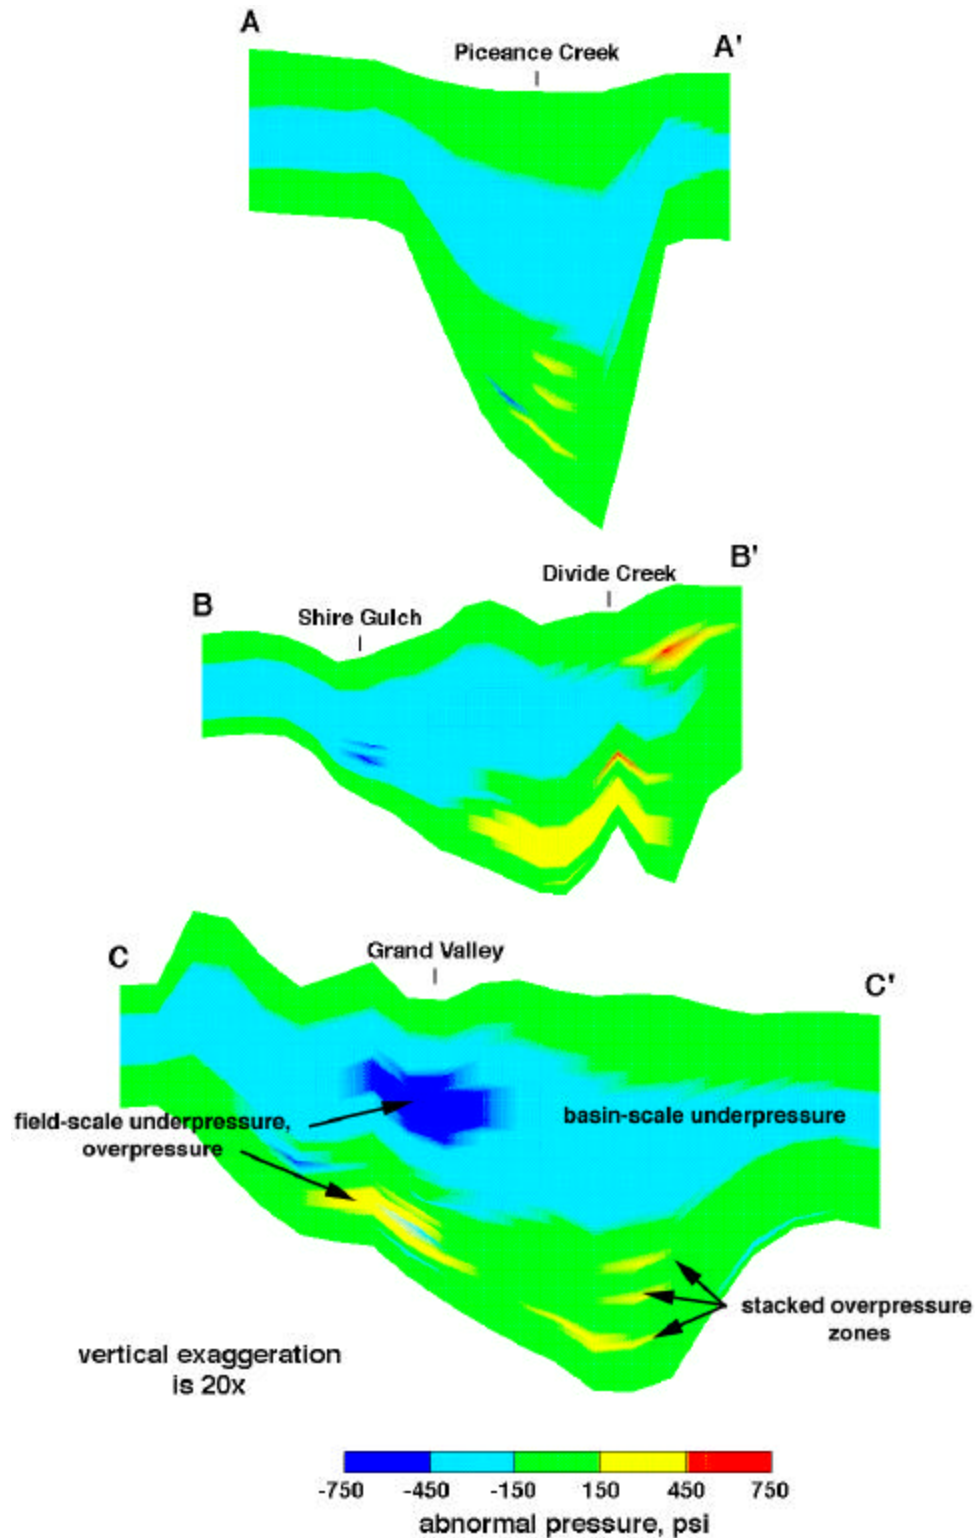 A
A'
Piceance Creek
B'
Divide Creek
B
Shire Gulch
Grand Valley
C
C'
field-scale underpressure,
overpressure
basin-scale underpressure
stacked overpressure
zones
vertical exaggeration
is 20x
-750 -450 -150 150 450 750
abnormal pressure, psi